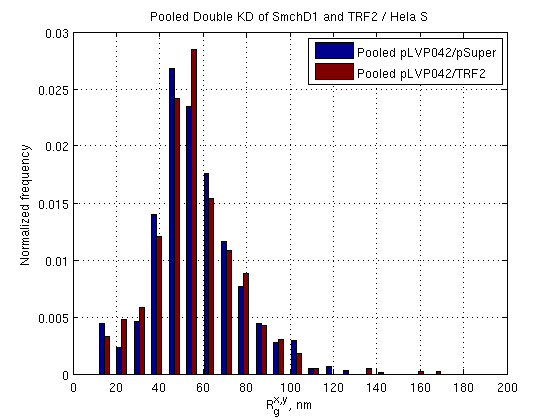 Pooled Double KD of SmchD1 and TRF2 / Hela S
0.03
0.025
0.02
0.015
0.01
0.005
0
Normalized frequency
Pooled pLVP042/pSuper
Pooled pLVP042/TRF2
0 20 40 60 80 100 120 140 160 180 200
R_g^x,y, nm